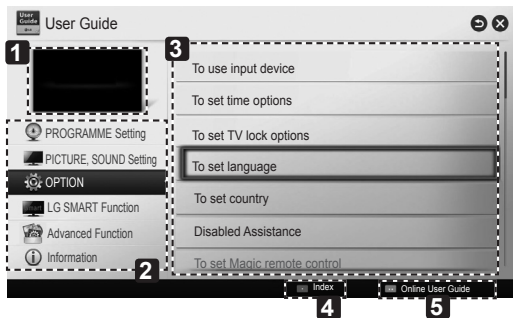 User Guide
User Guide
1
3
To use input device
To set time options
PROGRAMME Setting
To set TV lock options
PICTURE, SOUND Setting
To set language
OPTION
To set country
LG SMART Function
Advanced Function
Disabled Assistance
Information
2
To set Magic remote control
Index
Online User Guide
4
5